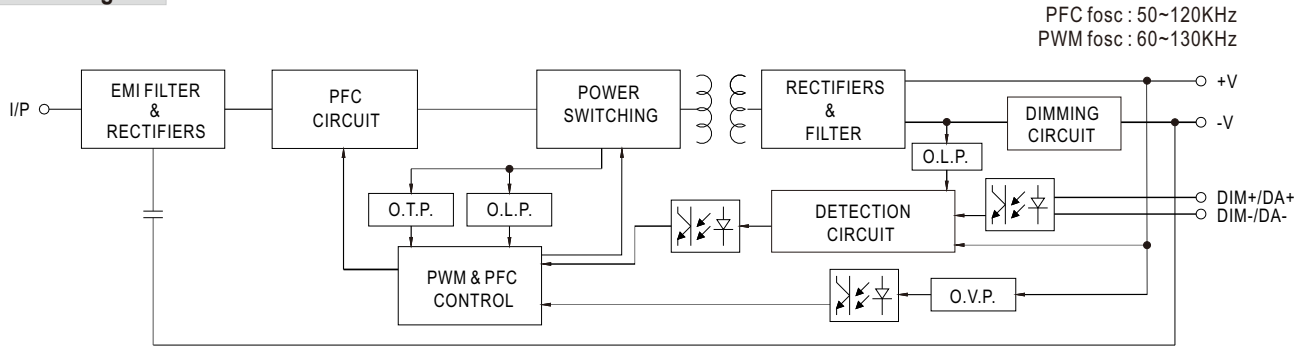 PFC fosc : 50~120KHz
PWM fosc : 60~130KHz
I/P
EMI FILTER
&
RECTIFIERS
PFC
CIRCUIT
POWER
SWITCHING
RECTIFIERS
&
FILTER
DIMMING
CIRCUIT
+V
-V
O.L.P.
O.T.P.
O.L.P.
DETECTION
CIRCUIT
DIM+/DA+
DIM-/DA-
PWM & PFC
CONTROL
O.V.P.